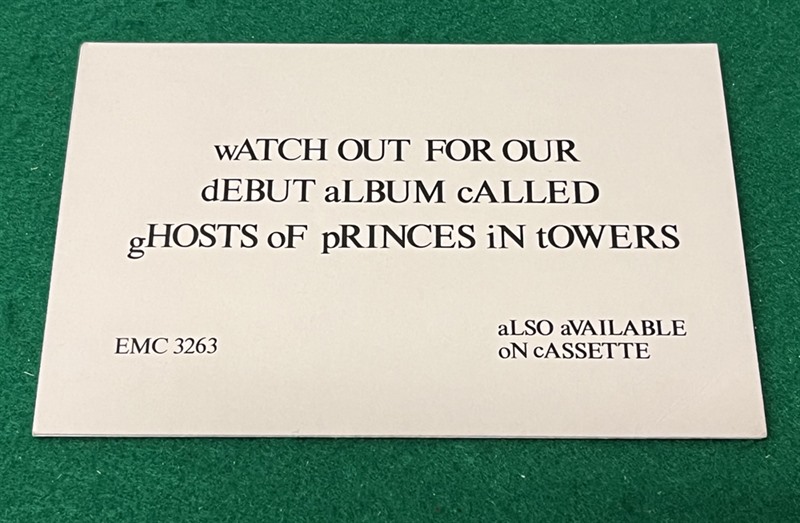 wATCH OUT FOR OUR
dEBUT aLBUM cALLED
gHOSTS oF pRINCES iN tOWERS
EMC 3263
aLSO aVAILABLE
oN cASSETTE